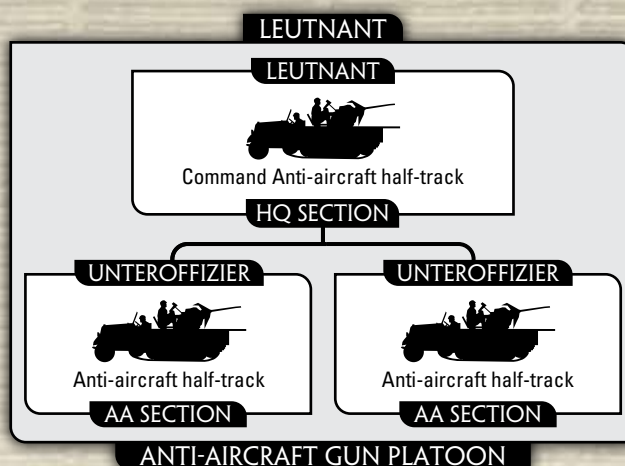 LEUTNANT
LEUTNANT
Command Anti-aircraft half-track
HQ SECTION
UNTEROFFIZIER
Anti-aircraft half-track
AA SECTION
UNTEROFFIZIER
Anti-aircraft half-track
AA SECTION
ANTI-AIRCRAFT GUN PLATOON